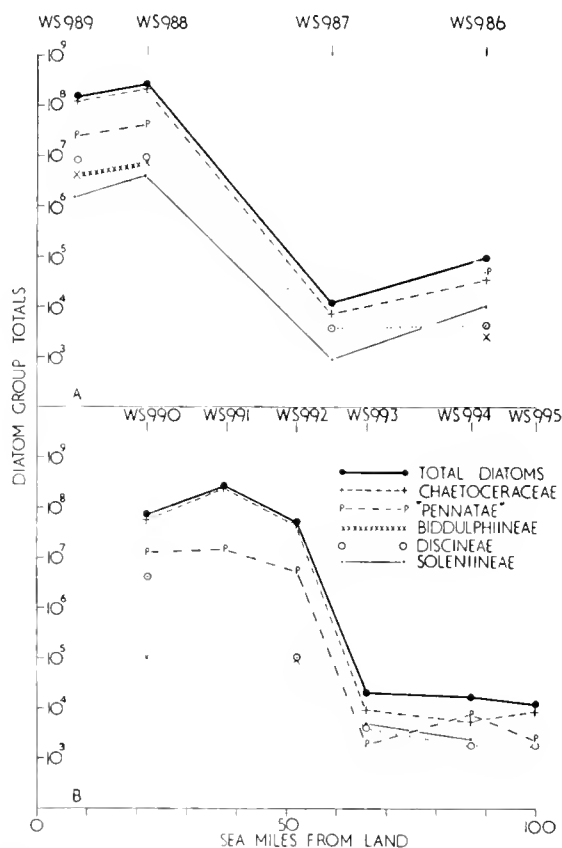 WS989 WS988 WS987 WS986
10⁹
10⁸
10⁷
10⁶
10⁵
10⁴
10³
A
DIATOM GROUP TOTALS
WS990 WS991 WS992 WS993 WS994 WS995
10⁹
10⁸
10⁷
10⁶
10⁵
10⁴
10³
TOTAL DIATOMS
CHAETOCERACEAE
"PENNATAE"
BIDDULPHIINEAE
DISCINEAE
SOLENIINEAE
B
0 50 100
SEA MILES FROM LAND